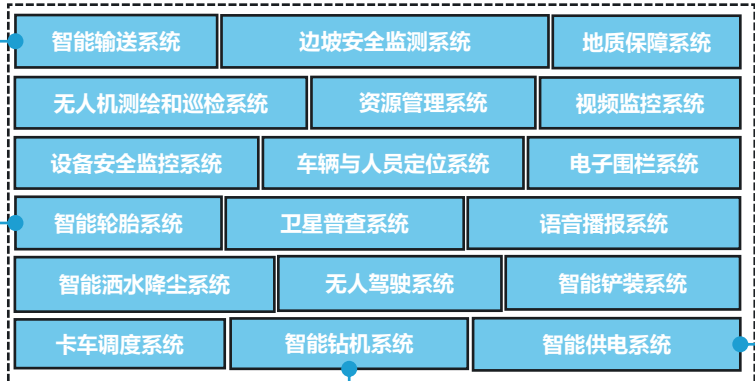 智能输送系统 边坡安全监测系统 地质保障系统
无人机测绘和巡检系统 资源管理系统 视频监控系统
设备安全监控系统 车辆与人员定位系统 电子围栏系统
智能轮胎系统 卫星普查系统 语音播报系统
智能洒水降尘系统 无人驾驶系统 智能铲装系统
卡车调度系统 智能钻机系统 智能供电系统